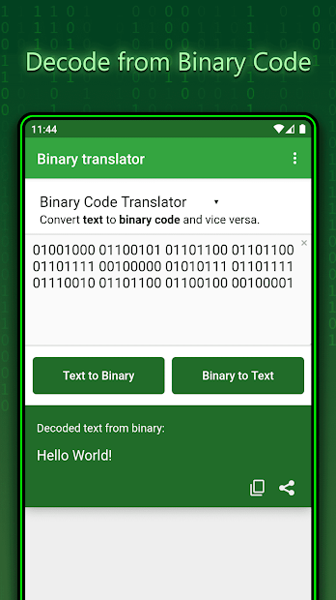 Decode from Binary Code
11:44
Binary translator
Binary Code Translator
Convert text to binary code and vice versa.
01001000 01100101 01101100 01101100
01101111 00100000 01010111 01101111
01110010 01101100 01100100 00100001
Text to Binary
Binary to Text
Decoded text from binary:
Hello World!